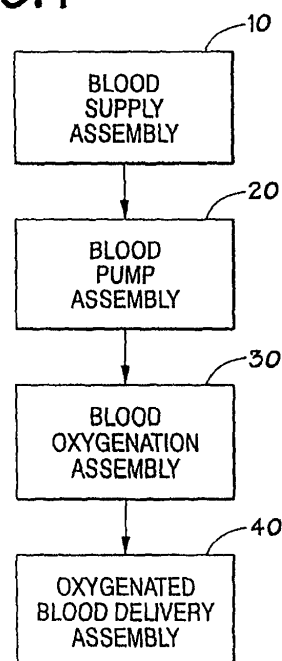 10
BLOOD
SUPPLY
ASSEMBLY
20
BLOOD
PUMP
ASSEMBLY
30
BLOOD
OXYGENATION
ASSEMBLY
40
OXYGENATED
BLOOD DELIVERY
ASSEMBLY